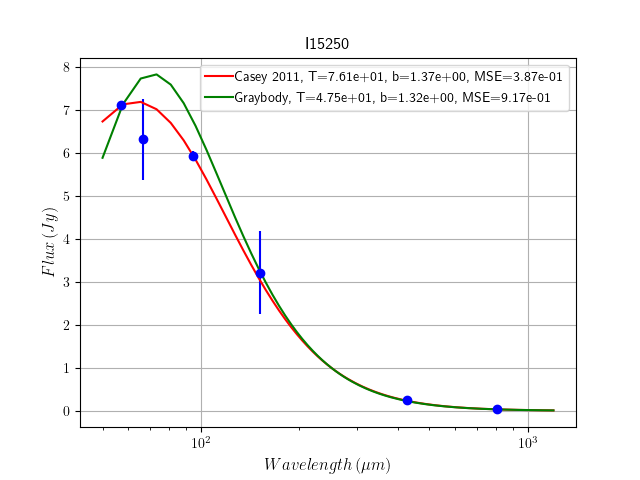 I15250
Casey 2011, T=7.61e+01, b=1.37e+00, MSE=3.87e-01
Graybody, T=4.75e+01, b=1.32e+00, MSE=9.17e-01
8
7
6
5
4
3
2
1
0
Flux (Jy)
10²
10³
Wavelength (μm)